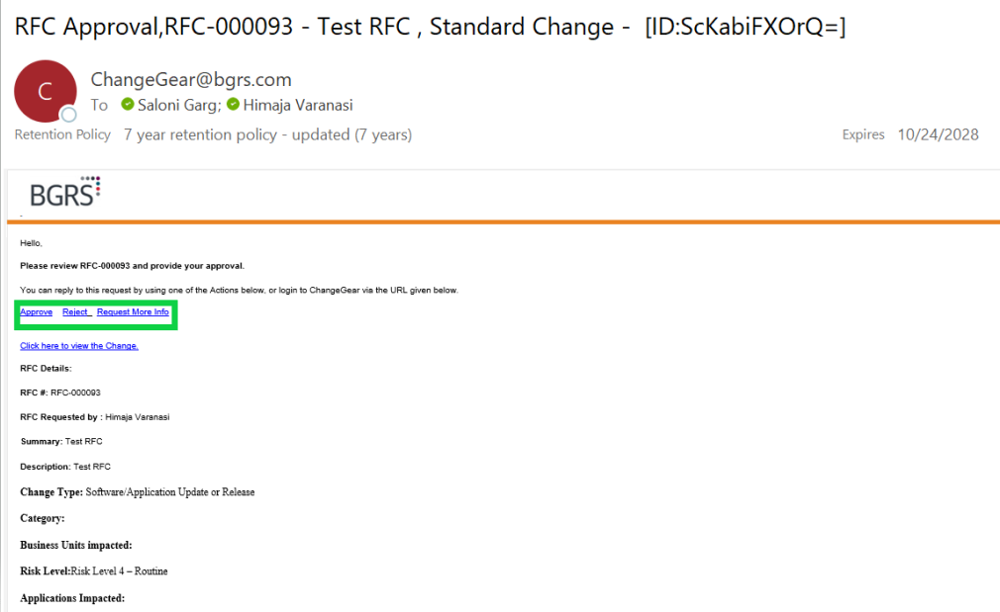 RFC Approval,RFC-000093 - Test RFC , Standard Change -  [ID:ScKabiFXOrQ=]
C
ChangeGear@bgrs.com
To Saloni Garg; Himaja Varanasi
Retention Policy 7 year retention policy - updated (7 years) Expires 10/24/2028
BGRS
Hello,
Please review RFC-000093 and provide your approval.
You can reply to this request by using one of the Actions below, or login to ChangeGear via the URL given below.
Approve Reject Request More Info
Click here to view the Change.
RFC Details:
RFC #: RFC-000093
RFC Requested by : Himaja Varanasi
Summary: Test RFC
Description: Test RFC
Change Type: Software/Application Update or Release
Category:
Business Units impacted:
Risk Level:Risk Level 4 – Routine
Applications Impacted: